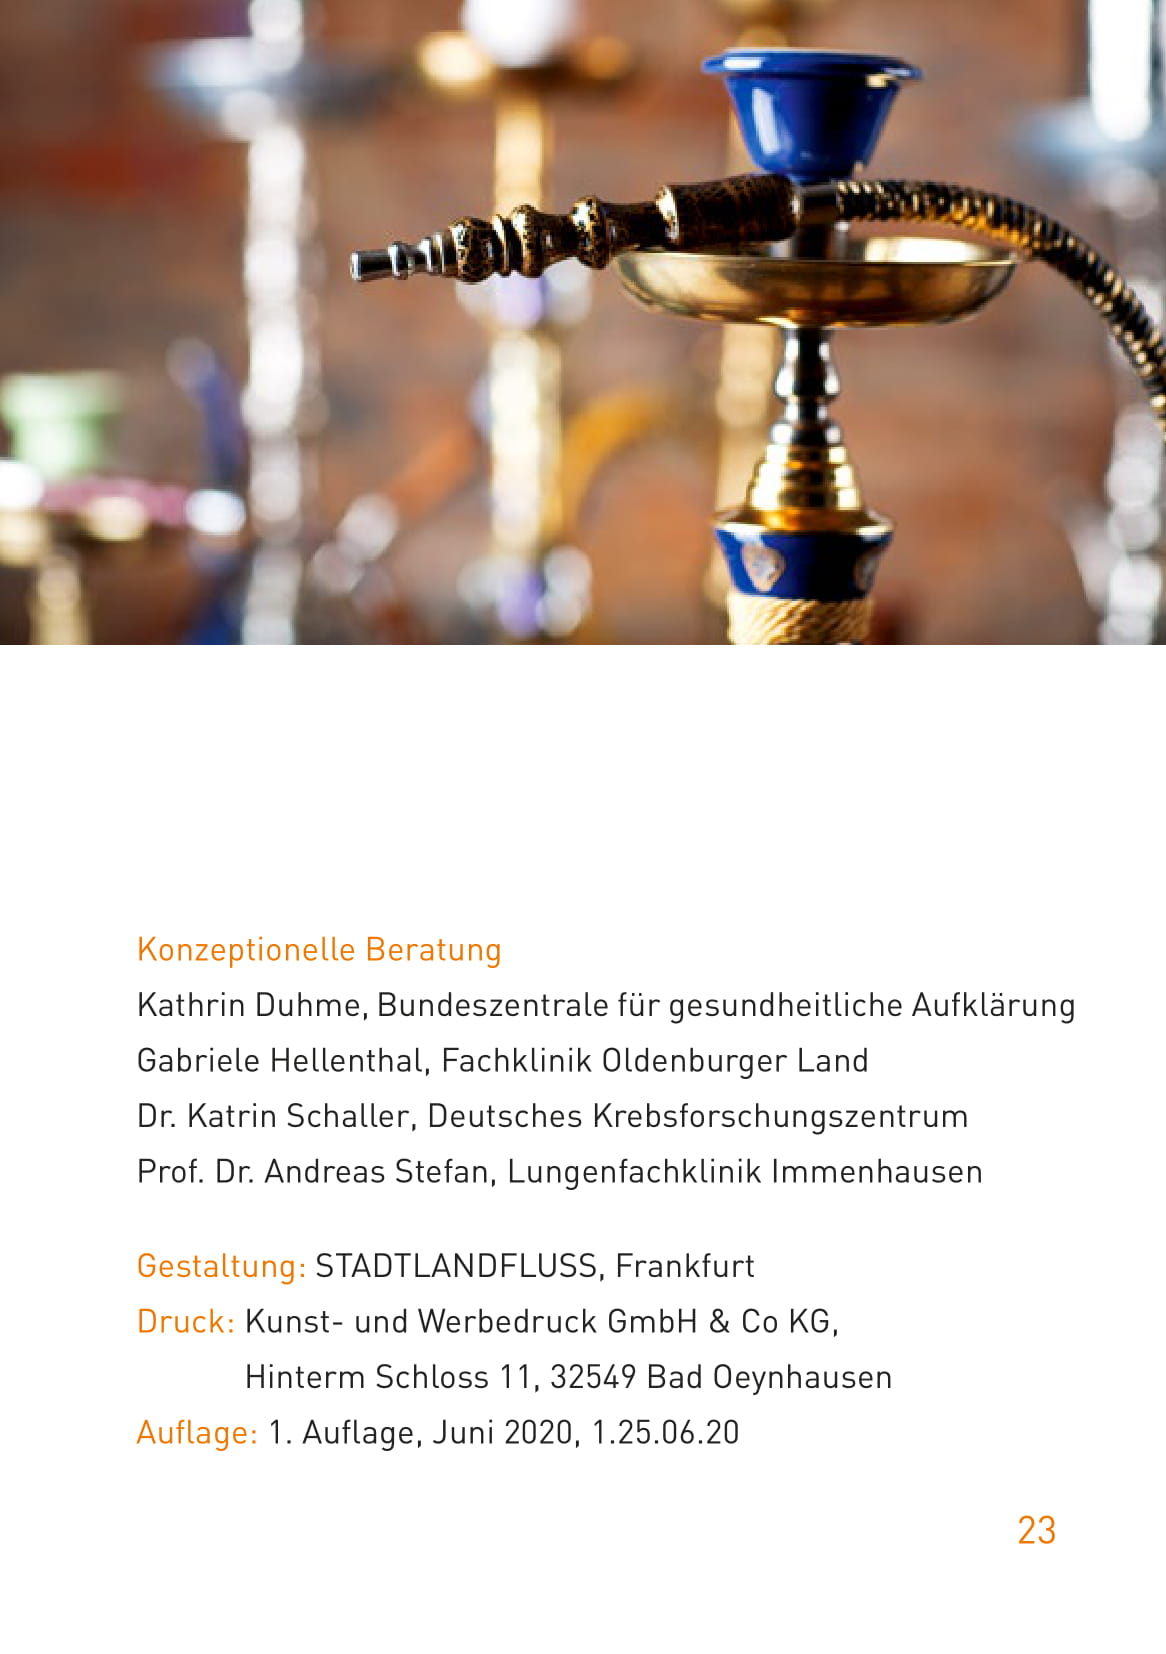 Konzeptionelle Beratung
Kathrin Duhme, Bundeszentrale für gesundheitliche Aufklärung
Gabriele Hellenthal, Fachklinik Oldenburger Land
Dr. Katrin Schaller, Deutsches Krebsforschungszentrum
Prof. Dr. Andreas Stefan, Lungenfachklinik Immenhausen
Gestaltung: STADTLANDFLUSS, Frankfurt
Druck: Kunst- und Werbedruck GmbH & Co KG,
Hinterm Schloss 11, 32549 Bad Oeynhausen
Auflage: 1. Auflage, Juni 2020, 1.25.06.20
23